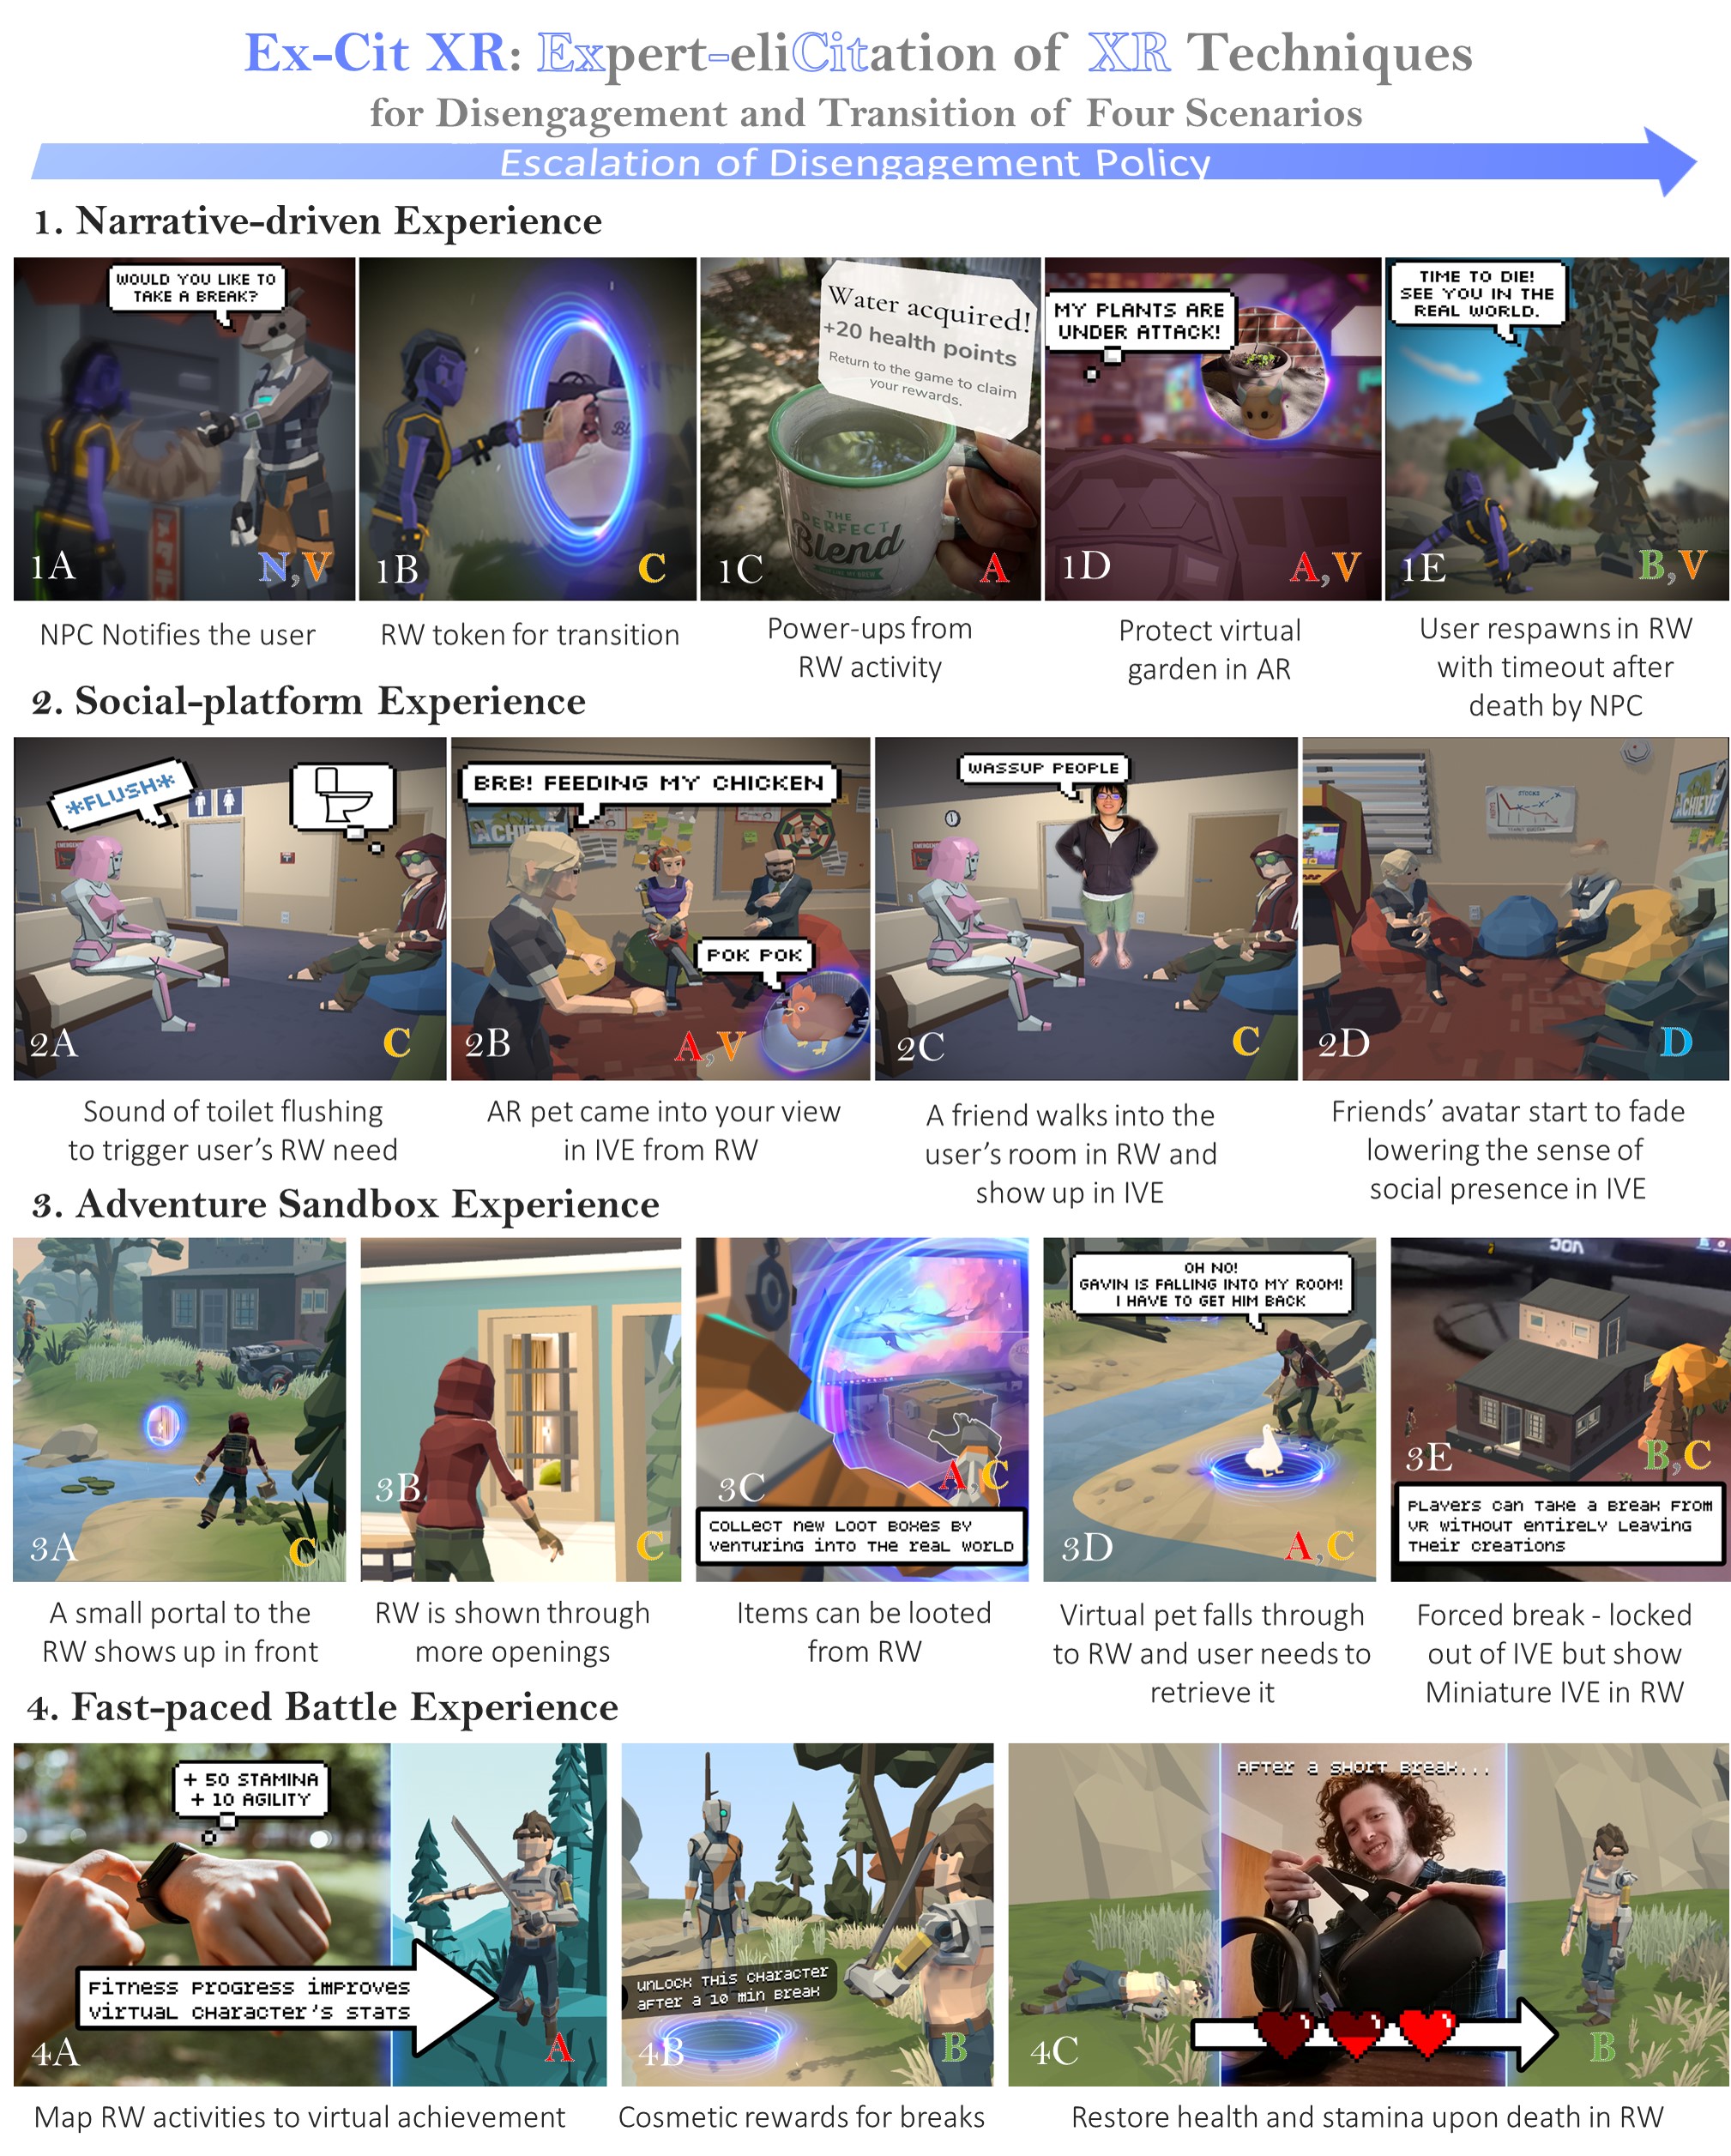 Ex-Cit XR: Expert-eliCitation of XR Techniques
for Disengagement and Transition of Four Scenarios
Escalation of Disengagement Policy
1. Narrative-driven Experience
WOULD YOU LIKE TO
TAKE A BREAK?
1A
N,V
1B
C
Water acquired!
+20 health points
Return to the game to claim
your rewards.
THE
PERFECT
Blend
1C
A
MY PLANTS ARE
UNDER ATTACK!
1D
A,V
TIME TO DIE!
SEE YOU IN THE
REAL WORLD.
1E
B,V
NPC Notifies the user
RW token for transition
Power-ups from
RW activity
Protect virtual
garden in AR
User respawns in RW
with timeout after
death by NPC
2. Social-platform Experience
*FLUSH*
2A
C
BRB! FEEDING MY CHICKEN
ACHIEVE
POK POK
2B
A,V
WASSUP PEOPLE
2C
C
STOCKS
ACHIEVE
2D
D
Sound of toilet flushing
to trigger user's RW need
AR pet came into your view
in IVE from RW
A friend walks into the
user's room in RW and
show up in IVE
Friends' avatar start to fade
lowering the sense of
social presence in IVE
3. Adventure Sandbox Experience
3A
C
3B
C
3C
A,C
Collect new loot boxes by
venturing into the real world
OH NO!
GAVIN IS FALLING INTO MY ROOM!
I HAVE TO GET HIM BACK
3D
A,C
3E
B,C
Players can take a break from
VR without entirely leaving
their creations
A small portal to the
RW shows up in front
RW is shown through
more openings
Items can be looted
from RW
Virtual pet falls through
to RW and user needs to
retrieve it
Forced break - locked
out of IVE but show
Miniature IVE in RW
4. Fast-paced Battle Experience
+ 50 STAMINA
+ 10 AGILITY
Fitness progress improves
virtual character's stats
4A
A
unlock this character
after a 10 min break
4B
B
After a short break...
4C
B
Map RW activities to virtual achievement
Cosmetic rewards for breaks
Restore health and stamina upon death in RW